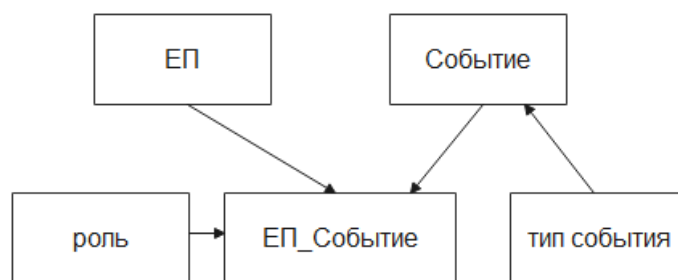 ЕП
Событие
роль
ЕП_Событие
тип события